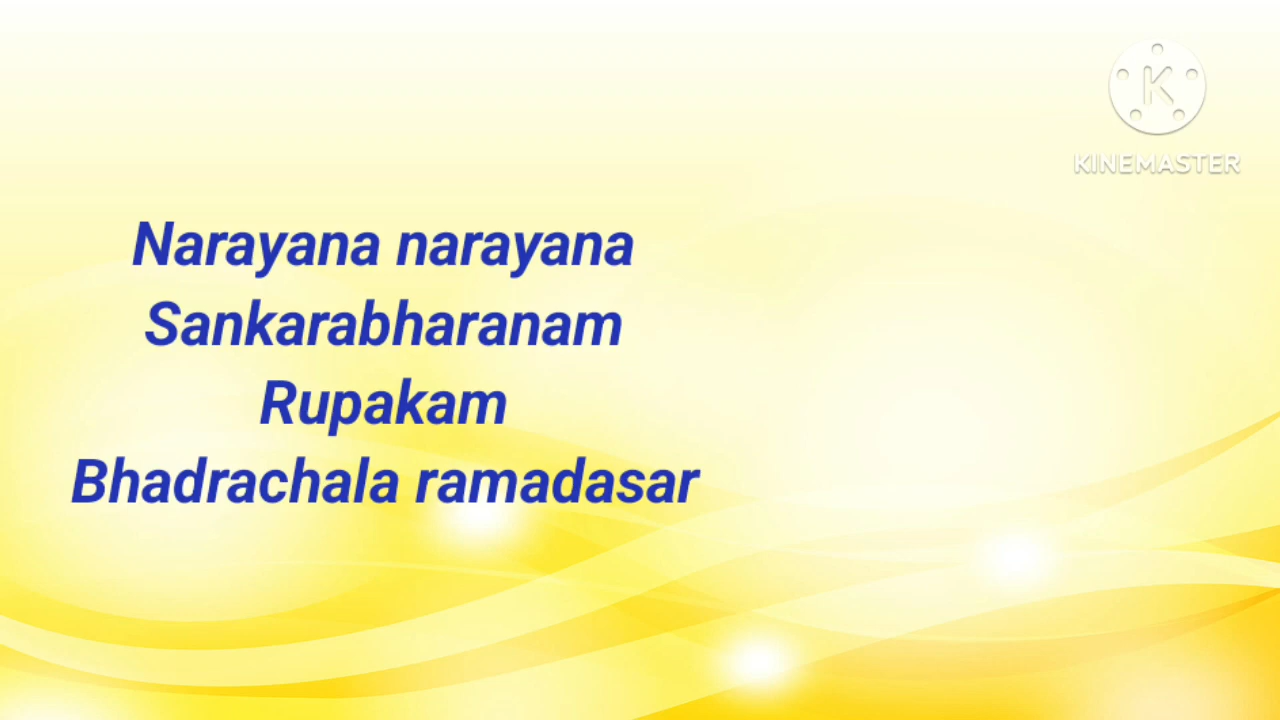 K
KINEMASTER
Narayana narayana
Sankarabharanam
Rupakam
Bhadrachala ramadasar